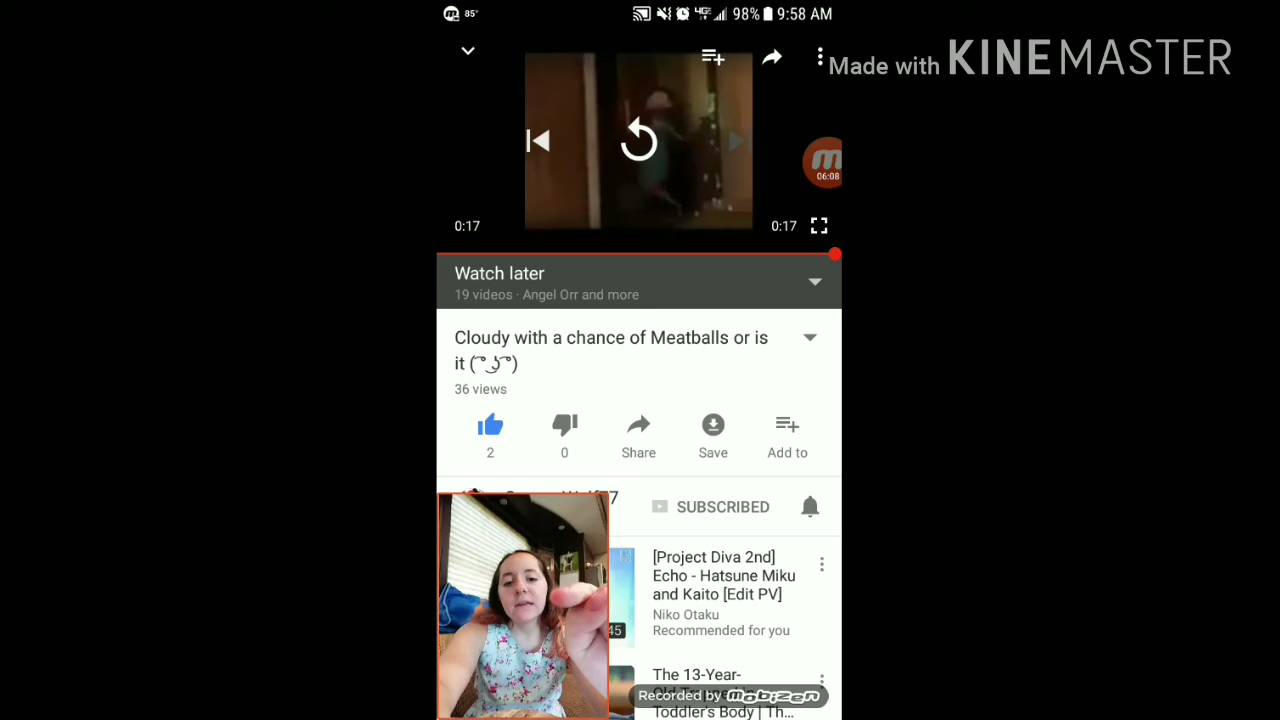 85°
98% 9:58 AM
Made with KINEMASTER
06:08
0:17
0:17
Watch later
19 videos · Angel Orr and more
Cloudy with a chance of Meatballs or is
it ( ͡° ͜ʖ ͡°)
36 views
2
0
Share
Save
Add to
SUBSCRIBED
[Project Diva 2nd]
Echo - Hatsune Miku
and Kaito [Edit PV]
Niko Otaku
45
Recommended for you
The 13-Year-
Recorded by mobizen
Toddler's Body | Th...